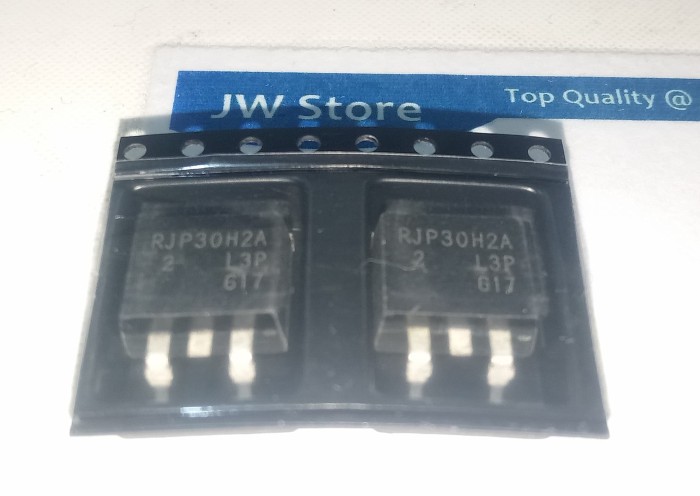 JW Store
Top Quality @
RJP30H2A
2 L3P
G17
RJP30H2A
2 L3P
G17